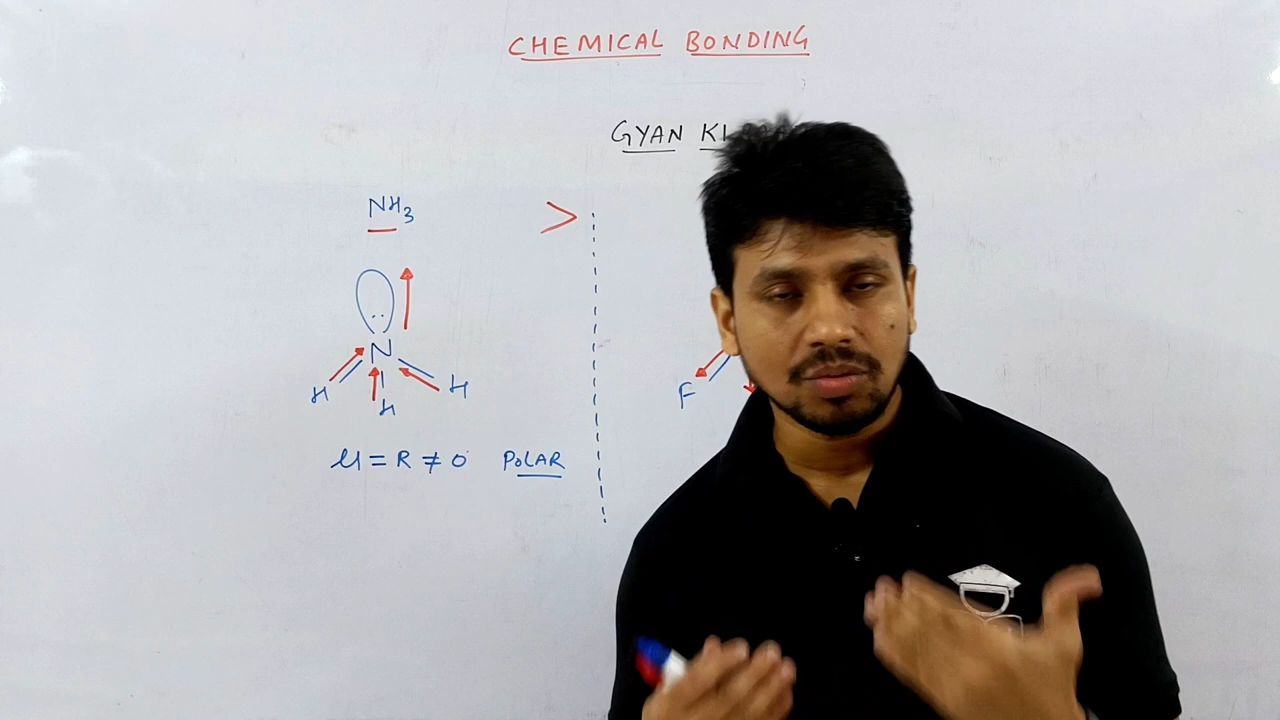 CHEMICAL BONDING
GYAN
NH3
>
N
H
H
H
F
μ = R ≠ 0 POLAR